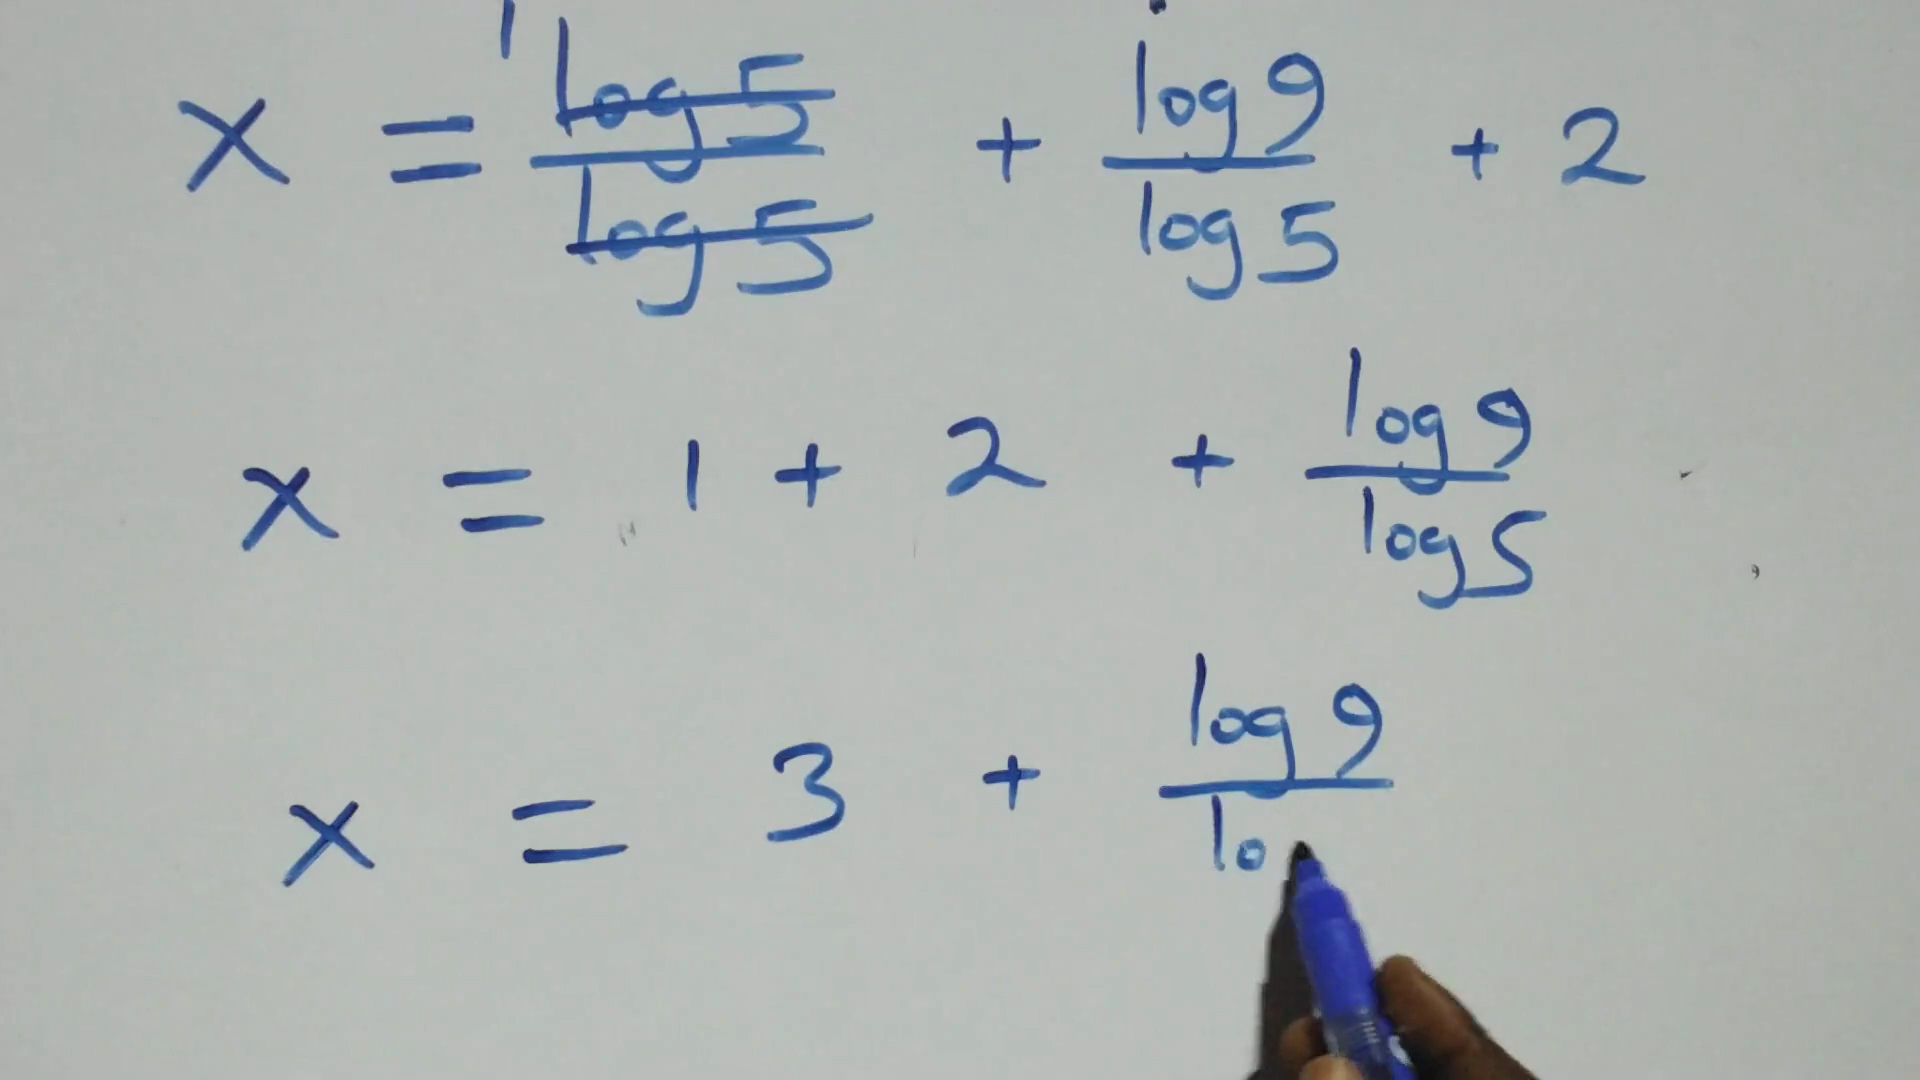 x = log 5 / log 5 1 + log 9 / log 5 + 2
x = 1 + 2 + log 9 / log 5
x = 3 + log 9 / lo